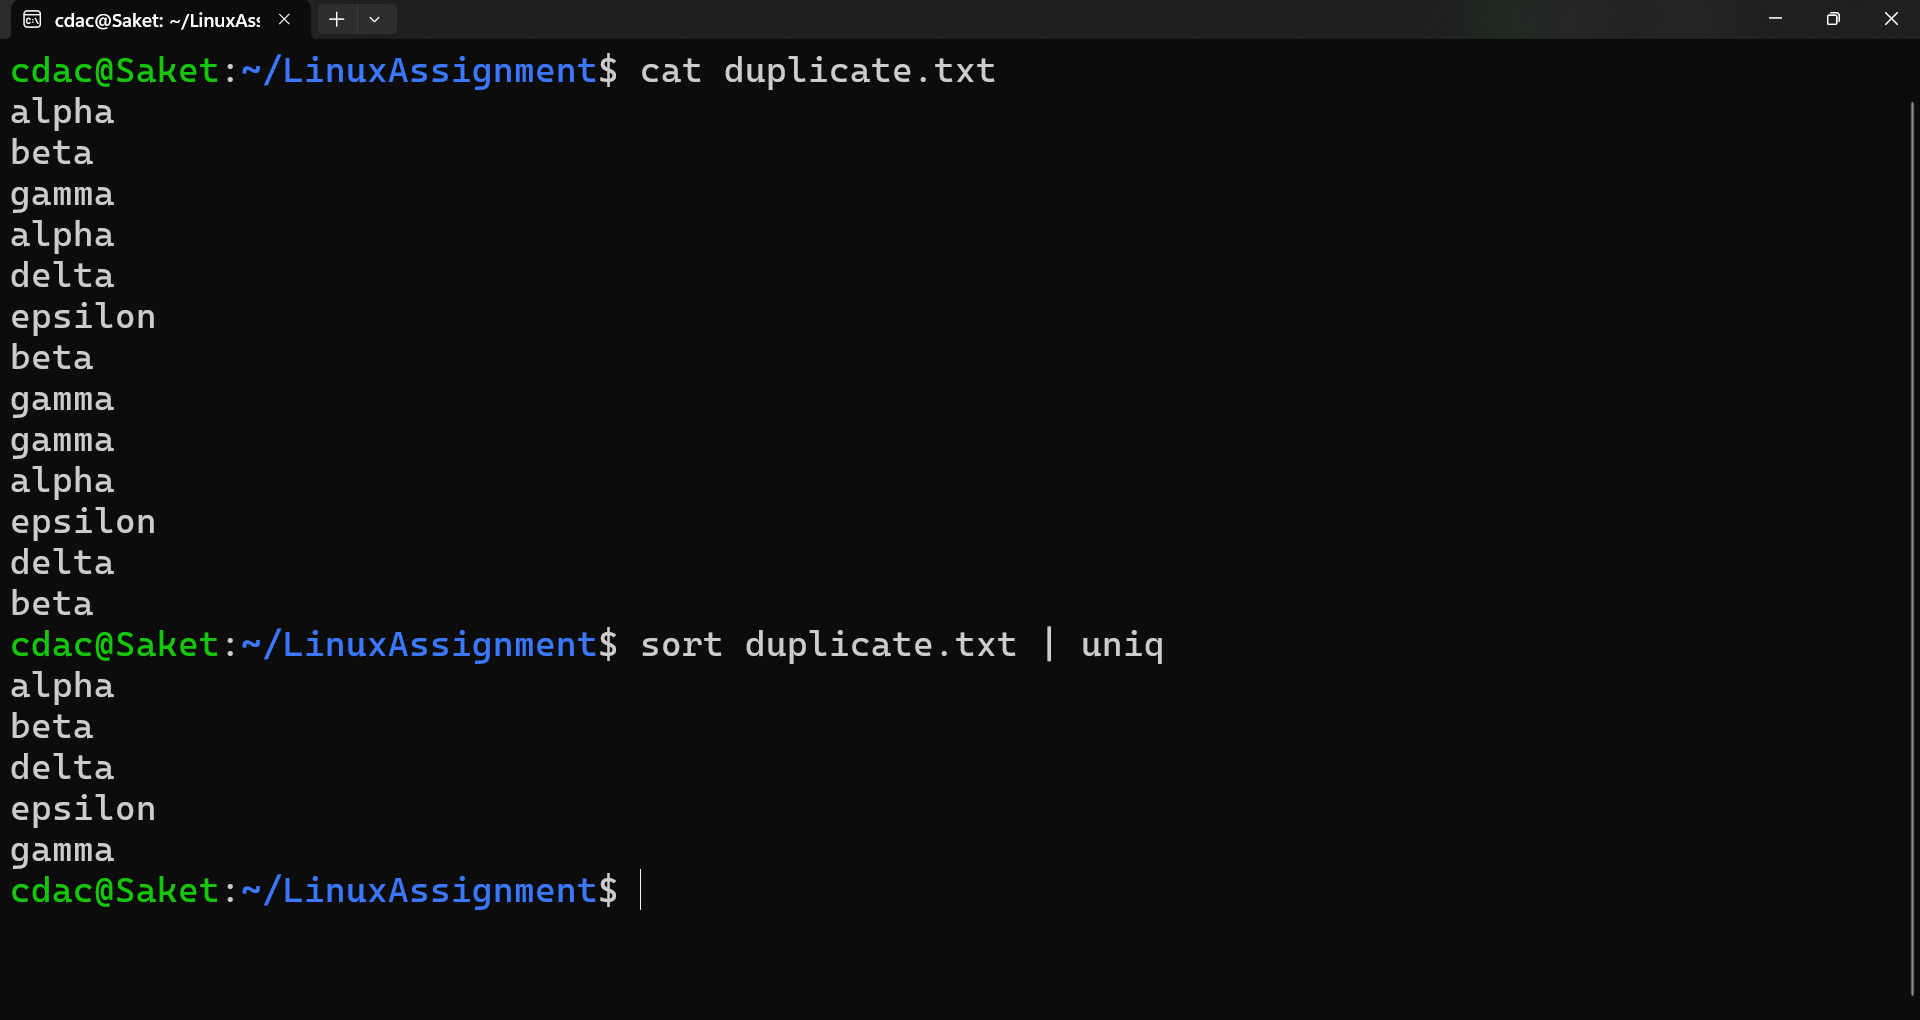 cdac@Saket: ~/LinuxAss
cdac@Saket:~/LinuxAssignment$ cat duplicate.txt
alpha
beta
gamma
alpha
delta
epsilon
beta
gamma
gamma
alpha
epsilon
delta
beta
cdac@Saket:~/LinuxAssignment$ sort duplicate.txt | uniq
alpha
beta
delta
epsilon
gamma
cdac@Saket:~/LinuxAssignment$